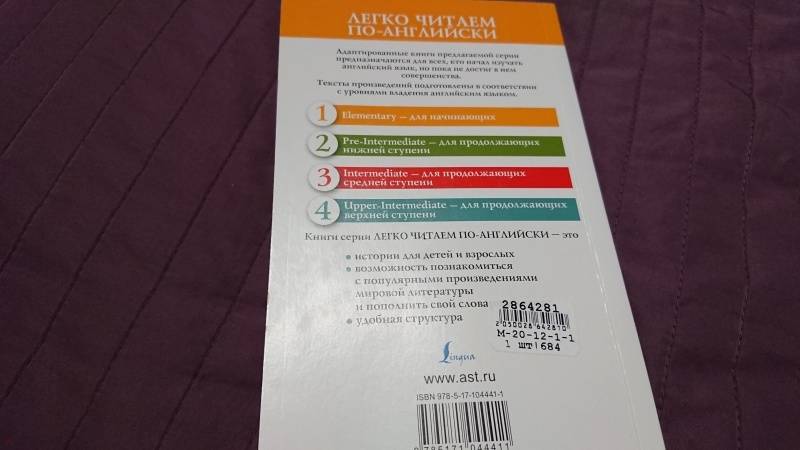 ЛЕГКО ЧИТАЕМ
ПО-АНГЛИЙСКИ
Адаптированные книги предлагаемой серии
предназначаются для всех, кто начал изучать
английский язык, но пока не достиг в нем
совершенства.
Тексты произведений подготовлены в соответствии
с уровнями владения английским языком.
1 Elementary — для начинающих
2 Pre-Intermediate — для продолжающих
нижней ступени
3 Intermediate — для продолжающих
средней ступени
4 Upper-Intermediate — для продолжающих
верхней ступени
Книги серии ЛЕГКО ЧИТАЕМ ПО-АНГЛИЙСКИ — это
• истории для детей и взрослых
• возможность познакомиться
с популярными произведениями
мировой литературы
и пополнить свой слова
• удобная структура
2864281
2050028642810
М-20-12-1-1
1 шт 684
Lingua
www.ast.ru
ISBN 978-5-17-104441-1
9785171044411